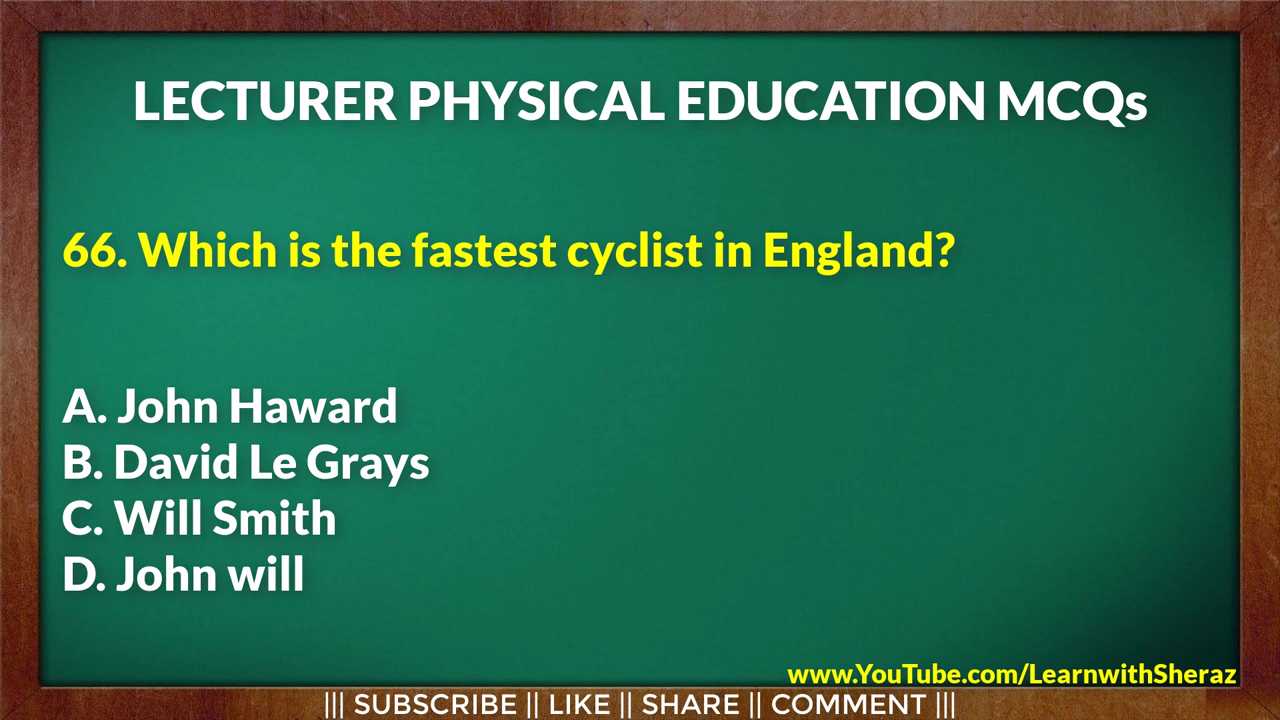 LECTURER PHYSICAL EDUCATION MCQs
66. Which is the fastest cyclist in England?
A. John Haward
B. David Le Grays
C. Will Smith
D. John will
www.YouTube.com/LearnwithSheraz
||| SUBSCRIBE || LIKE || SHARE || COMMENT |||